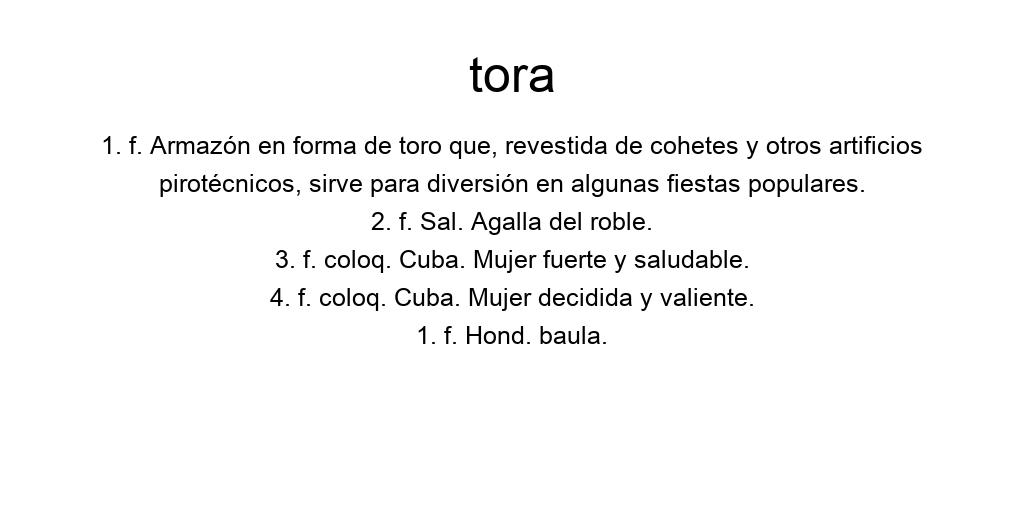 tora
1. f. Armazón en forma de toro que, revestida de cohetes y otros artificios
pirotécnicos, sirve para diversión en algunas fiestas populares.
2. f. Sal. Agalla del roble.
3. f. coloq. Cuba. Mujer fuerte y saludable.
4. f. coloq. Cuba. Mujer decidida y valiente.
1. f. Hond. baula.